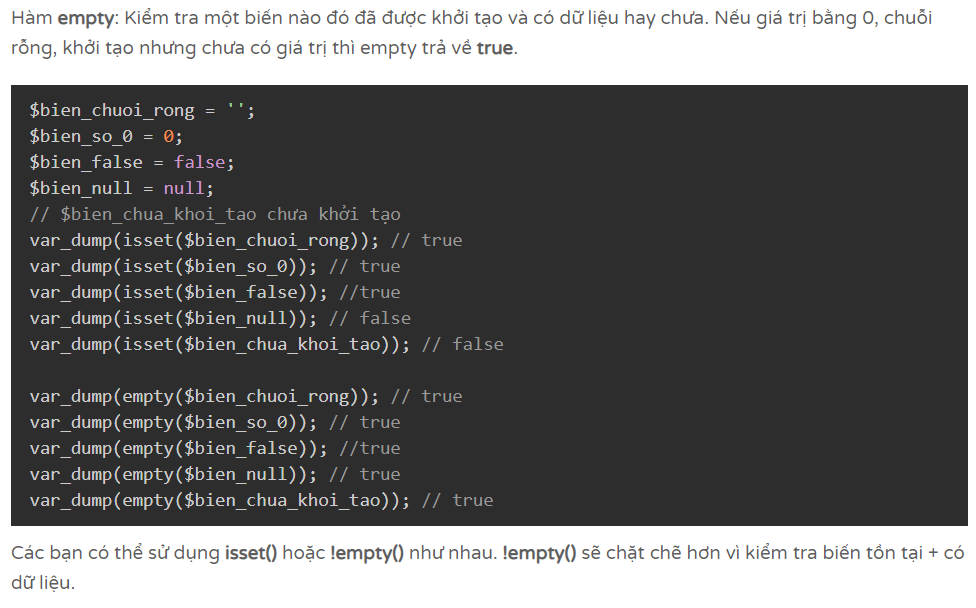 Hàm empty: Kiểm tra một biến nào đó đã được khởi tạo và có dữ liệu hay chưa. Nếu giá trị bằng 0, chuỗi
rỗng, khởi tạo nhưng chưa có giá trị thì empty trả về true.
$bien_chuoi_rong = '';
$bien_so_0 = 0;
$bien_false = false;
$bien_null = null;
// $bien_chua_khoi_tao chưa khởi tạo
var_dump(isset($bien_chuoi_rong)); // true
var_dump(isset($bien_so_0)); // true
var_dump(isset($bien_false)); //true
var_dump(isset($bien_null)); // false
var_dump(isset($bien_chua_khoi_tao)); // false
var_dump(empty($bien_chuoi_rong)); // true
var_dump(empty($bien_so_0)); // true
var_dump(empty($bien_false)); //true
var_dump(empty($bien_null)); // true
var_dump(empty($bien_chua_khoi_tao)); // true
Các bạn có thể sử dụng isset() hoặc !empty() như nhau. !empty() sẽ chặt chẽ hơn vì kiểm tra biến tồn tại + có
dữ liệu.